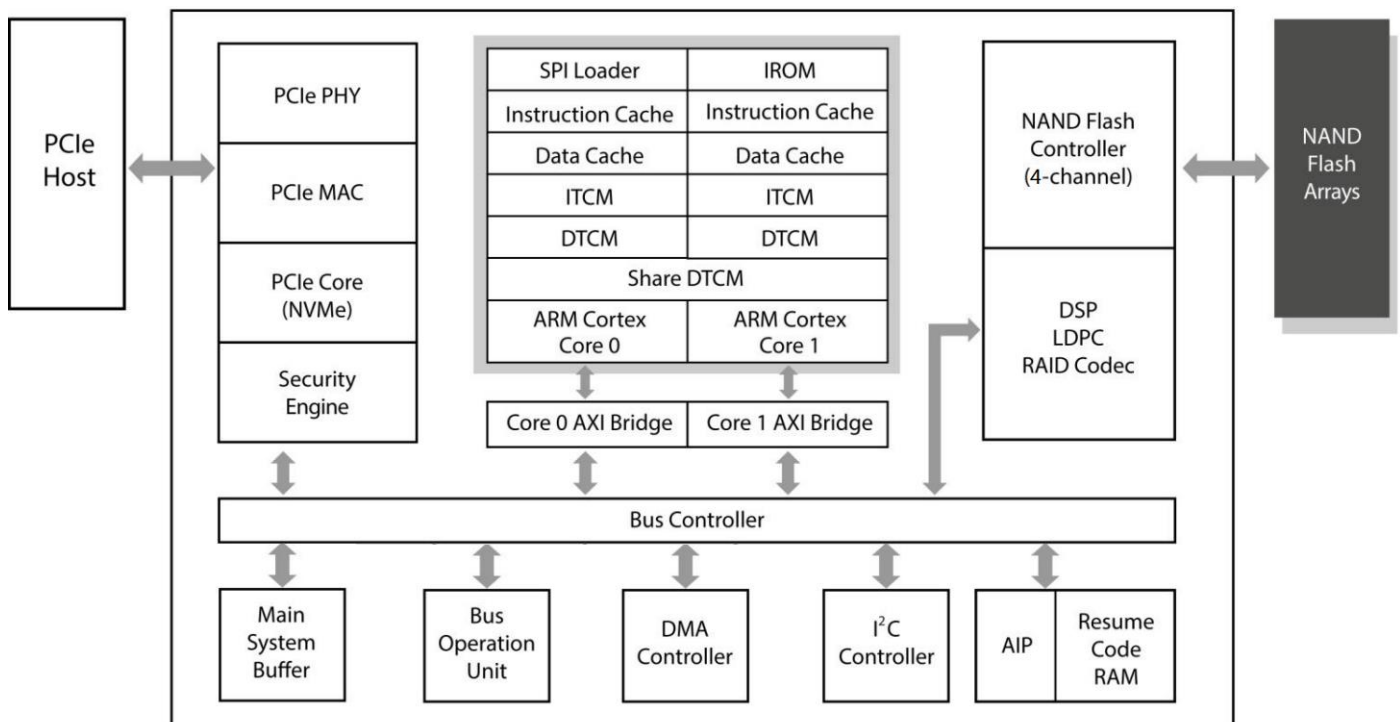 PCIe
Host
PCIe PHY
PCIe MAC
PCIe Core
(NVMe)
Security
Engine
SPI Loader
IROM
Instruction Cache
Instruction Cache
Data Cache
Data Cache
ITCM
ITCM
DTCM
DTCM
Share DTCM
ARM Cortex
Core 0
ARM Cortex
Core 1
Core 0 AXI Bridge
Core 1 AXI Bridge
NAND Flash
Controller
(4-channel)
DSP
LDPC
RAID Codec
NAND
Flash
Arrays
Bus Controller
Main
System
Buffer
Bus
Operation
Unit
DMA
Controller
I²C
Controller
AIP
Resume
Code
RAM